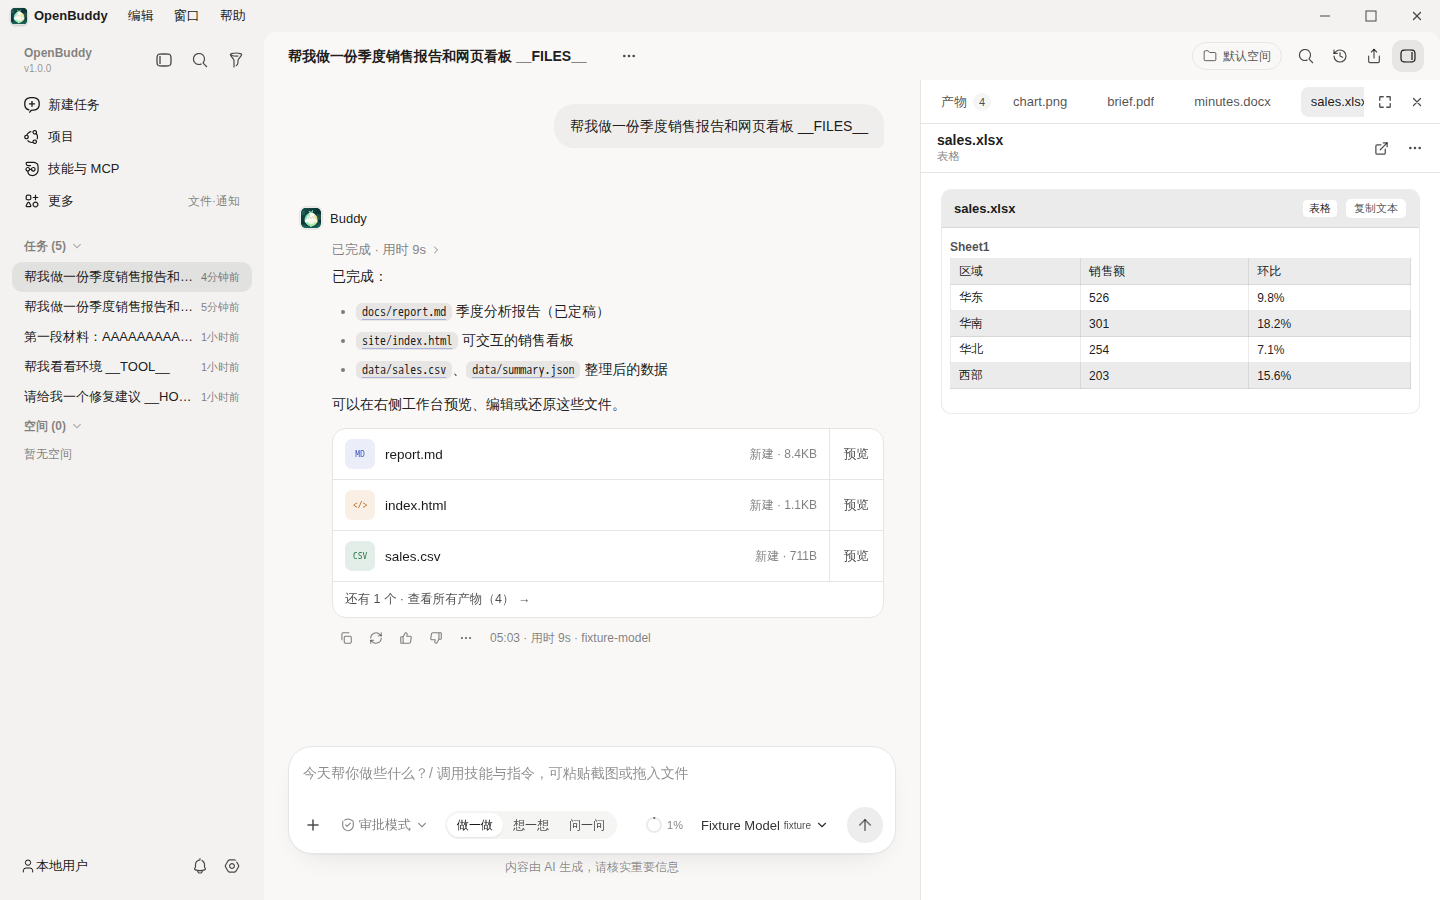 OpenBuddy 编辑 窗口 帮助
OpenBuddy
v1.0.0
新建任务
项目
技能与 MCP
更多 文件·通知
任务 (5)
帮我做一份季度销售报告和… 4分钟前
帮我做一份季度销售报告和… 5分钟前
第一段材料：AAAAAAAAA… 1小时前
帮我看看环境 __TOOL__ 1小时前
请给我一个修复建议 __HO… 1小时前
空间 (0)
暂无空间
本地用户
帮我做一份季度销售报告和网页看板 __FILES__
默认空间
帮我做一份季度销售报告和网页看板 __FILES__
Buddy
已完成 · 用时 9s
已完成：
docs/report.md 季度分析报告（已定稿）
site/index.html 可交互的销售看板
data/sales.csv、data/summary.json 整理后的数据
可以在右侧工作台预览、编辑或还原这些文件。
MD report.md 新建 · 8.4KB 预览
</> index.html 新建 · 1.1KB 预览
CSV sales.csv 新建 · 711B 预览
还有 1 个 · 查看所有产物（4） →
05:03 · 用时 9s · fixture-model
今天帮你做些什么？/ 调用技能与指令，可粘贴截图或拖入文件
审批模式 做一做 想一想 问一问 1% Fixture Model fixture
内容由 AI 生成，请核实重要信息
产物 4 chart.png brief.pdf minutes.docx sales.xlsx
sales.xlsx
表格
sales.xlsx 表格 复制文本
Sheet1
区域 销售额 环比
华东 526 9.8%
华南 301 18.2%
华北 254 7.1%
西部 203 15.6%